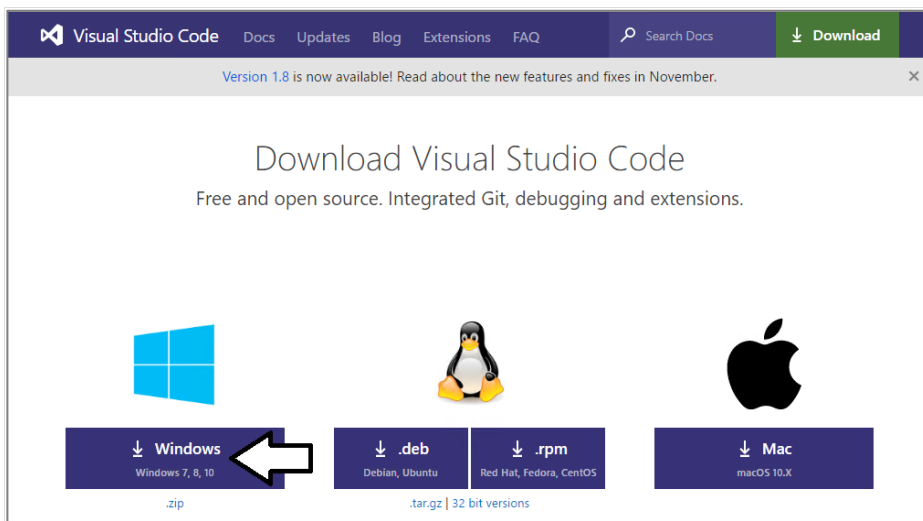 Visual Studio Code Docs Updates Blog Extensions FAQ Search Docs Download
Version 1.8 is now available! Read about the new features and fixes in November.
Download Visual Studio Code
Free and open source. Integrated Git, debugging and extensions.
Windows
Windows 7, 8, 10
.zip
.deb
Debian, Ubuntu
.rpm
Red Hat, Fedora, CentOS
.tar.gz | 32 bit versions
Mac
macOS 10.X